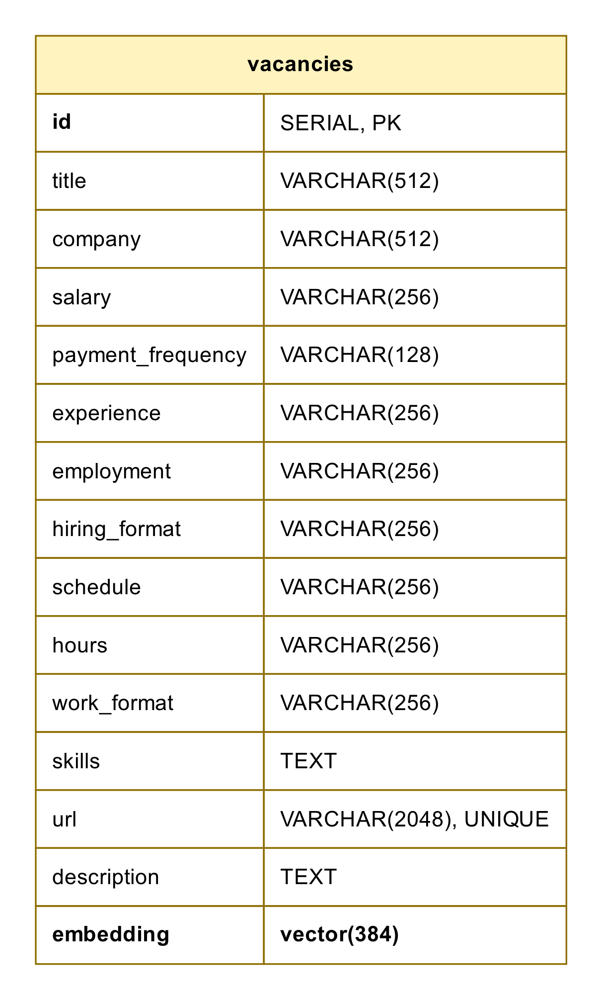 vacancies
id SERIAL, PK
title VARCHAR(512)
company VARCHAR(512)
salary VARCHAR(256)
payment_frequency VARCHAR(128)
experience VARCHAR(256)
employment VARCHAR(256)
hiring_format VARCHAR(256)
schedule VARCHAR(256)
hours VARCHAR(256)
work_format VARCHAR(256)
skills TEXT
url VARCHAR(2048), UNIQUE
description TEXT
embedding vector(384)